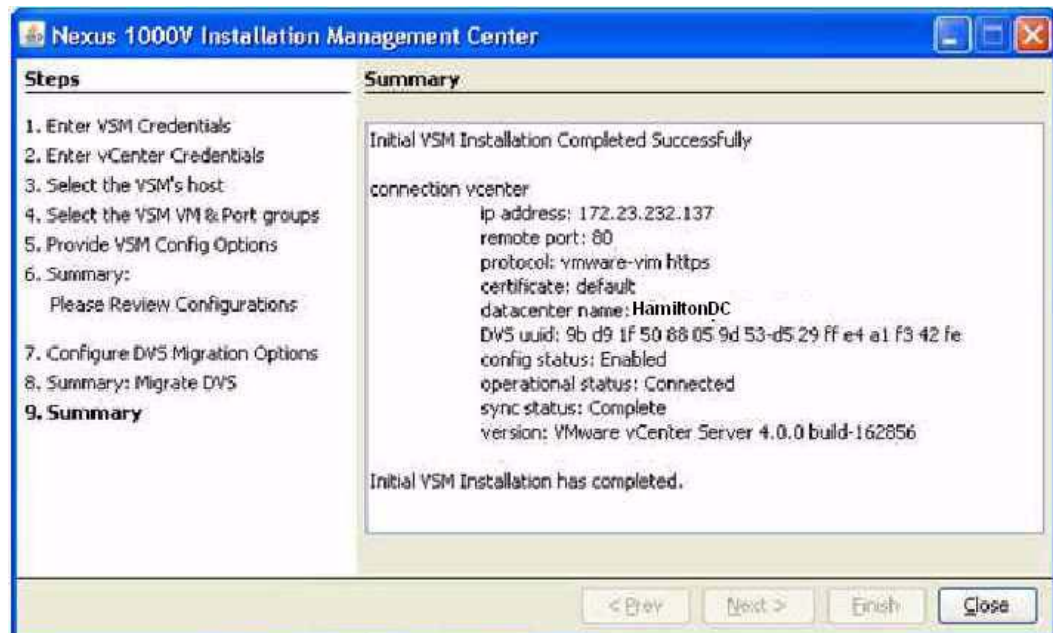 Nexus 1000V Installation Management Center
Steps
1. Enter VSM Credentials
2. Enter vCenter Credentials
3. Select the VSM's host
4. Select the VSM VM & Port groups
5. Provide VSM Config Options
6. Summary:
Please Review Configurations
7. Configure DVS Migration Options
8. Summary: Migrate DVS
9. Summary
Summary
Initial VSM Installation Completed Successfully
connection vcenter
ip address: 172.23.232.137
remote port: 80
protocol: vmware-vim https
certificate: default
datacenter name: HamiltonDC
DVS uuid: 9b d9 1f 50 88 05 9d 53-d5 29 ff e4 a1 f3 42 fe
config status: Enabled
operational status: Connected
sync status: Complete
version: VMware vCenter Server 4.0.0 build-162856
Initial VSM Installation has completed.
< Prev
Next >
Finish
Close